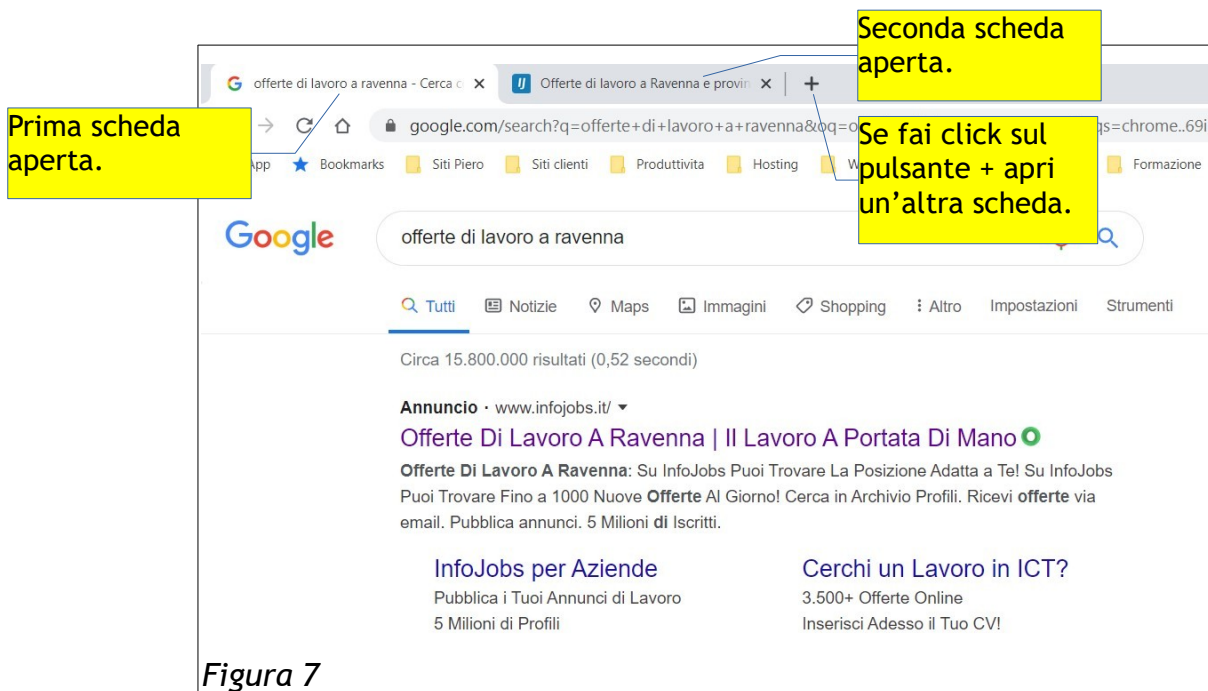 Seconda scheda
aperta.
offerte di lavoro a ravenna - Cerca c
Offerte di lavoro a Ravenna e provin
Prima scheda
aperta.
google.com/search?q=offerte+di+lavoro+a+ravenna&oq=o
qs=chrome..69i
Se fai click sul
pulsante + apri
un’altra scheda.
App Bookmarks Siti Piero Siti clienti Produttivita Hosting W Formazione
Google
offerte di lavoro a ravenna
Tutti Notizie Maps Immagini Shopping Altro Impostazioni Strumenti
Circa 15.800.000 risultati (0,52 secondi)
Annuncio · www.infojobs.it/
Offerte Di Lavoro A Ravenna | Il Lavoro A Portata Di Mano
Offerte Di Lavoro A Ravenna: Su InfoJobs Puoi Trovare La Posizione Adatta a Te! Su InfoJobs
Puoi Trovare Fino a 1000 Nuove Offerte Al Giorno! Cerca in Archivio Profili. Ricevi offerte via
email. Pubblica annunci. 5 Milioni di Iscritti.
InfoJobs per Aziende
Pubblica i Tuoi Annunci di Lavoro
5 Milioni di Profili
Cerchi un Lavoro in ICT?
3.500+ Offerte Online
Inserisci Adesso il Tuo CV!
Figura 7